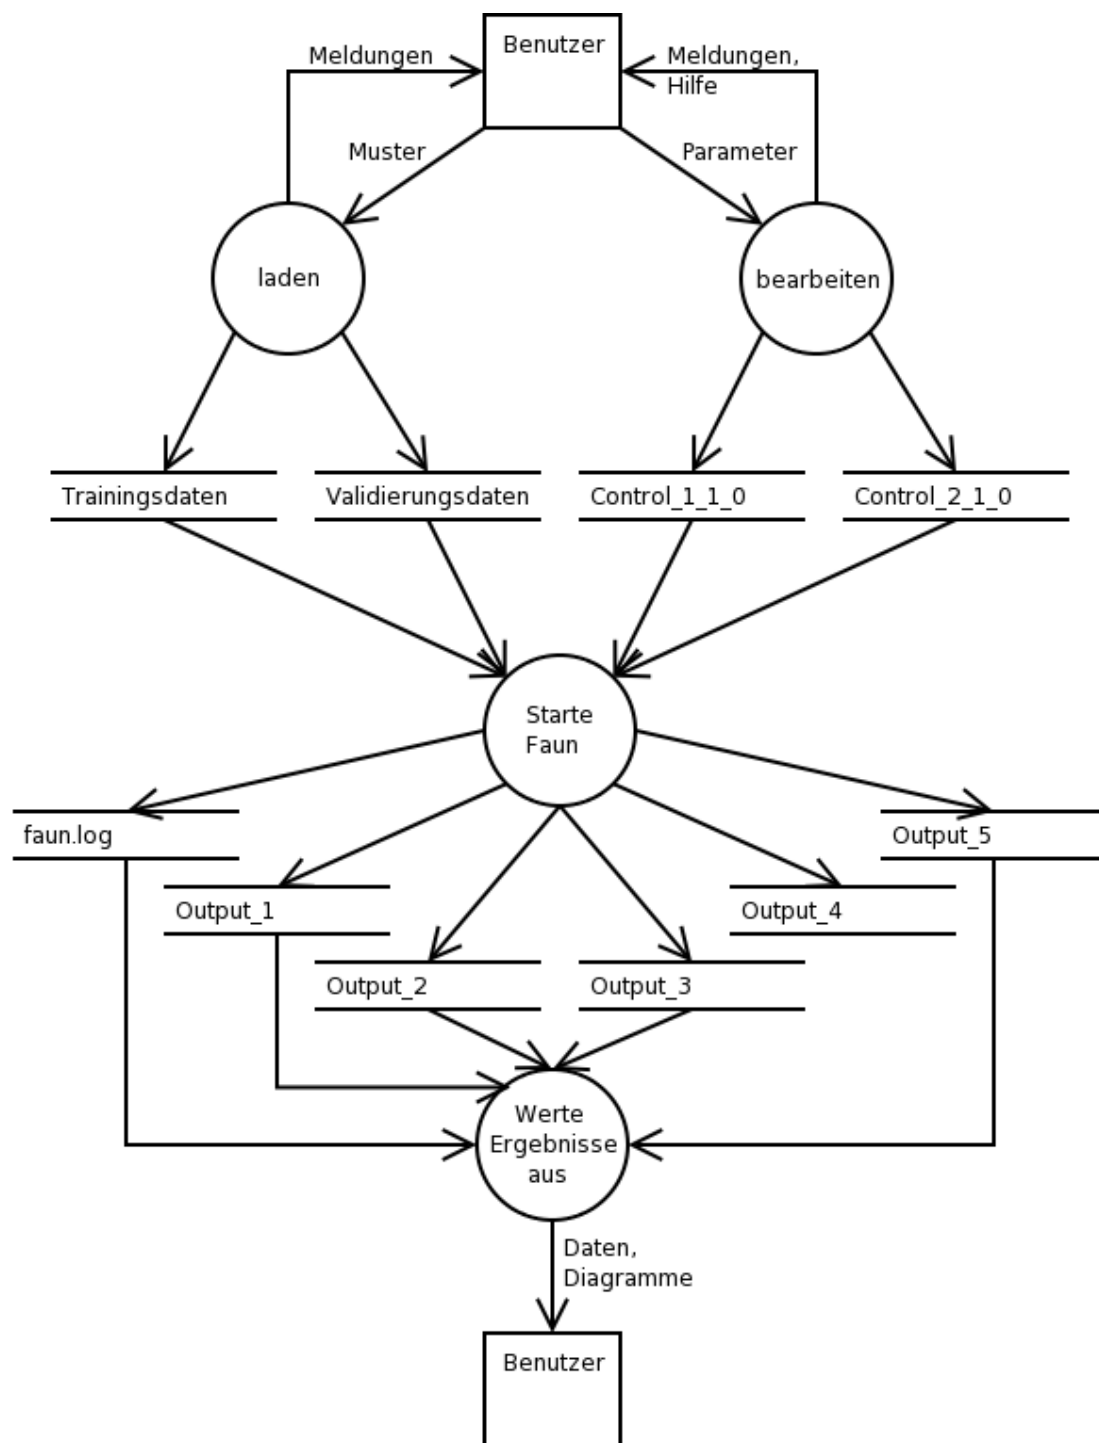 Benutzer
Meldungen
Meldungen,
Hilfe
Muster
Parameter
laden
bearbeiten
Trainingsdaten
Validierungsdaten
Control_1_1_0
Control_2_1_0
Starte
Faun
faun.log
Output_5
Output_1
Output_4
Output_2
Output_3
Werte
Ergebnisse
aus
Daten,
Diagramme
Benutzer